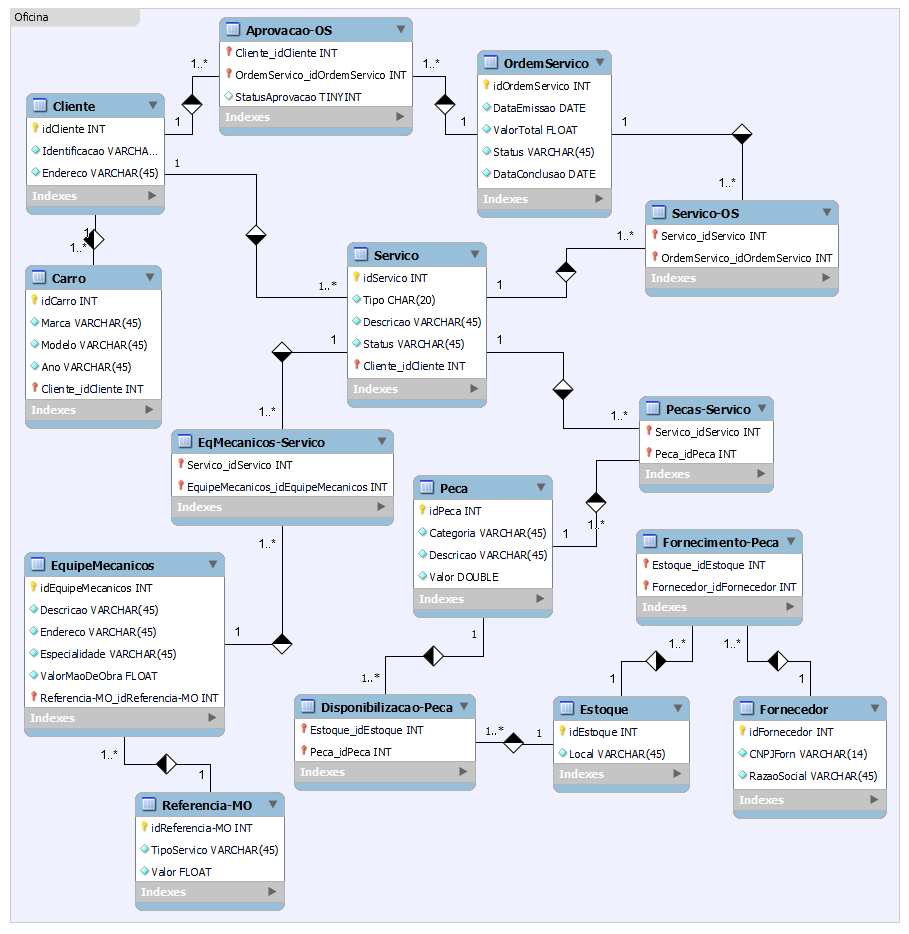 Oficina
Aprovacao-OS
Cliente_idCliente INT
OrdemServico_idOrdemServico INT
StatusAprovacao TINYINT
Indexes
1..*
1..*
1
1
OrdemServico
idOrdemServico INT
DataEmissao DATE
ValorTotal FLOAT
Status VARCHAR(45)
DataConclusao DATE
Indexes
1
1..*
Cliente
idCliente INT
Identificacao VARCHA...
Endereco VARCHAR(45)
Indexes
1
1..*
1
1..*
Servico-OS
Servico_idServico INT
OrdemServico_idOrdemServico INT
Indexes
1..*
1
Carro
idCarro INT
Marca VARCHAR(45)
Modelo VARCHAR(45)
Ano VARCHAR(45)
Cliente_idCliente INT
Indexes
Servico
idServico INT
Tipo CHAR(20)
Descricao VARCHAR(45)
Status VARCHAR(45)
Cliente_idCliente INT
Indexes
1
1..*
1
1..*
EqMecanicos-Servico
Servico_idServico INT
EquipeMecanicos_idEquipeMecanicos INT
Indexes
1..*
1
Pecas-Servico
Servico_idServico INT
Peca_idPeca INT
Indexes
1..*
1
Peca
idPeca INT
Categoria VARCHAR(45)
Descricao VARCHAR(45)
Valor DOUBLE
Indexes
1
1..*
Fornecimento-Peca
Estoque_idEstoque INT
Fornecedor_idFornecedor INT
Indexes
1..*
1
1..*
1
EquipeMecanicos
idEquipeMecanicos INT
Descricao VARCHAR(45)
Endereco VARCHAR(45)
Especialidade VARCHAR(45)
ValorMaoDeObra FLOAT
Referencia-MO_idReferencia-MO INT
Indexes
1..*
1
Disponibilizacao-Peca
Estoque_idEstoque INT
Peca_idPeca INT
Indexes
1..*
1
Estoque
idEstoque INT
Local VARCHAR(45)
Indexes
Fornecedor
idFornecedor INT
CNPJForn VARCHAR(14)
RazaoSocial VARCHAR(45)
Indexes
Referencia-MO
idReferencia-MO INT
TipoServico VARCHAR(45)
Valor FLOAT
Indexes